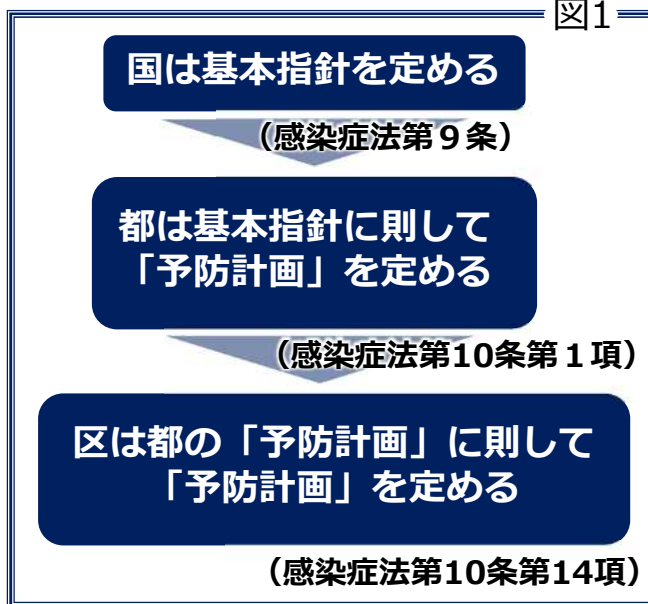 図1
国は基本指針を定める
（感染症法第９条）
都は基本指針に則して
「予防計画」を定める
（感染症法第10条第１項）
区は都の「予防計画」に則して
「予防計画」を定める
（感染症法第10条第14項）